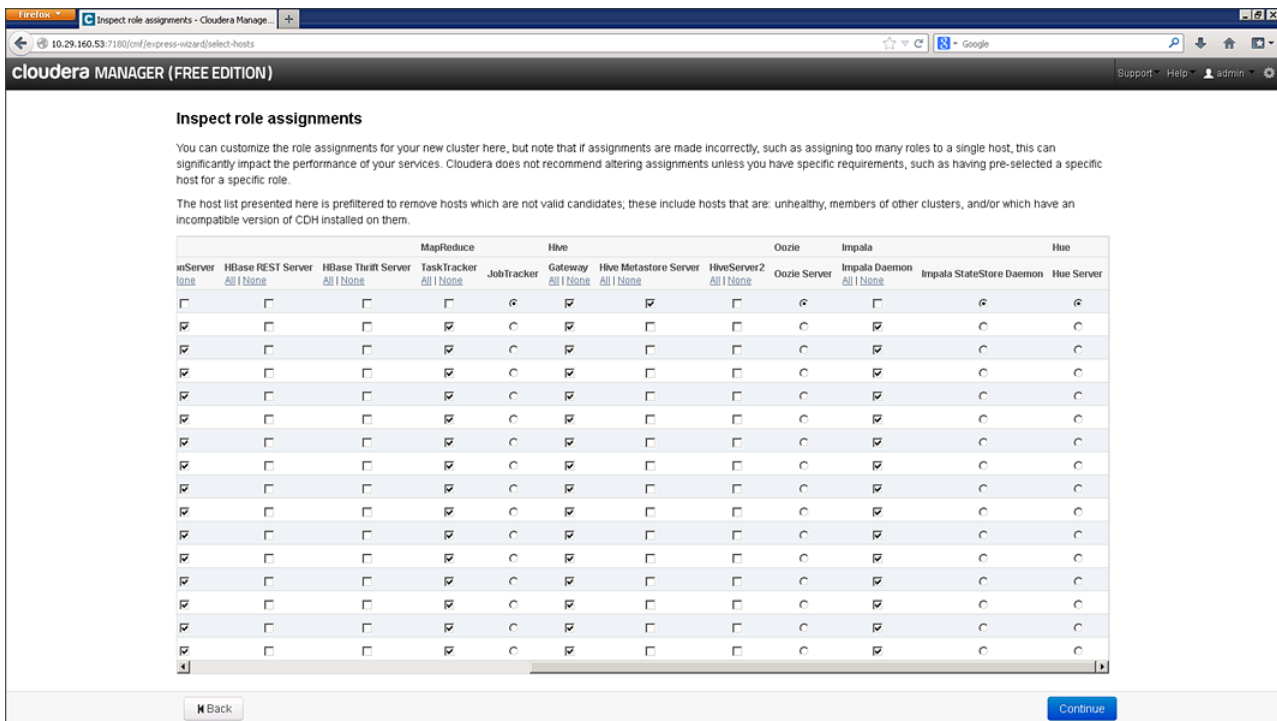 Firefox
Inspect role assignments - Cloudera Manage...
10.29.160.53:7180/cmf/express-wizard/select-hosts
Google
cloudera MANAGER (FREE EDITION)
Support Help admin
Inspect role assignments
You can customize the role assignments for your new cluster here, but note that if assignments are made incorrectly, such as assigning too many roles to a single host, this can
significantly impact the performance of your services. Cloudera does not recommend altering assignments unless you have specific requirements, such as having pre-selected a specific
host for a specific role.
The host list presented here is prefiltered to remove hosts which are not valid candidates; these include hosts that are: unhealthy, members of other clusters, and/or which have an
incompatible version of CDH installed on them.
MapReduce Hive Oozie Impala Hue
onServer HBase REST Server HBase Thrift Server TaskTracker JobTracker Gateway Hive Metastore Server HiveServer2 Oozie Server Impala Daemon Impala StateStore Daemon Hue Server
lone All | None All | None All | None All | None All | None All | None All | None
Back
Continue